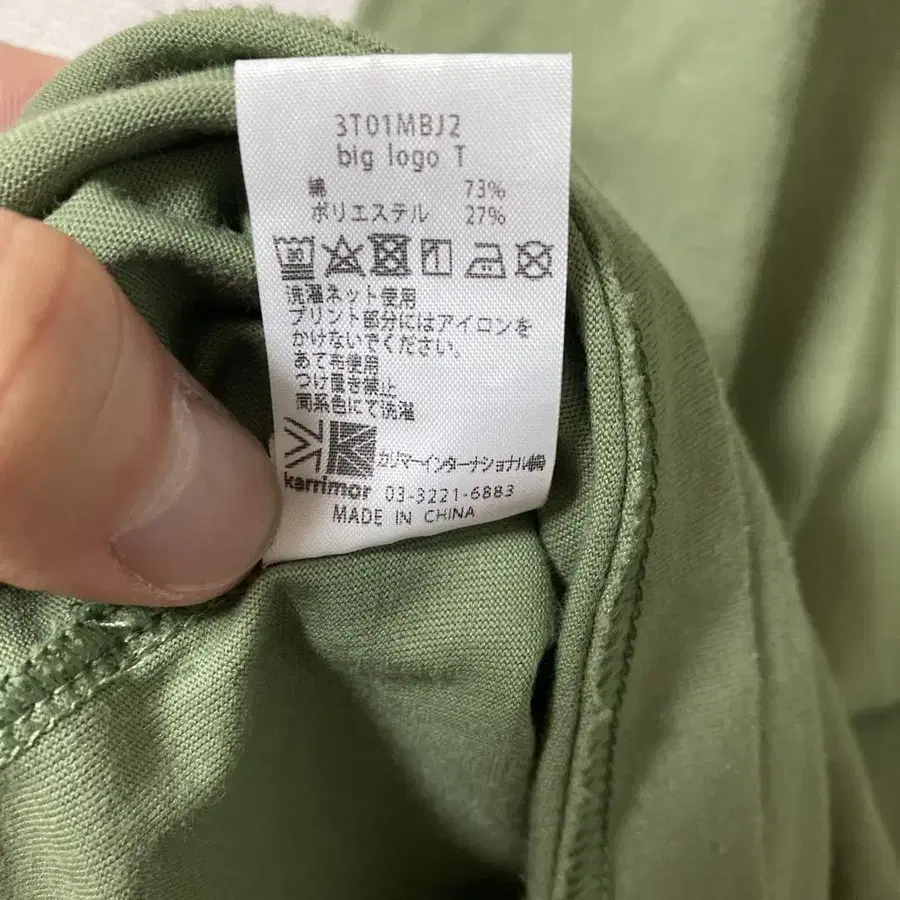 3T01MBJ2
big logo T
綿 73%
ポリエステル 27%
洗濯ネット使用
プリント部分にはアイロンを
かけないでください。
あて布使用
つけ置き禁止
同系色にて洗濯
カリマーインターナショナル
karrimor 03-3221-6883
MADE IN CHINA